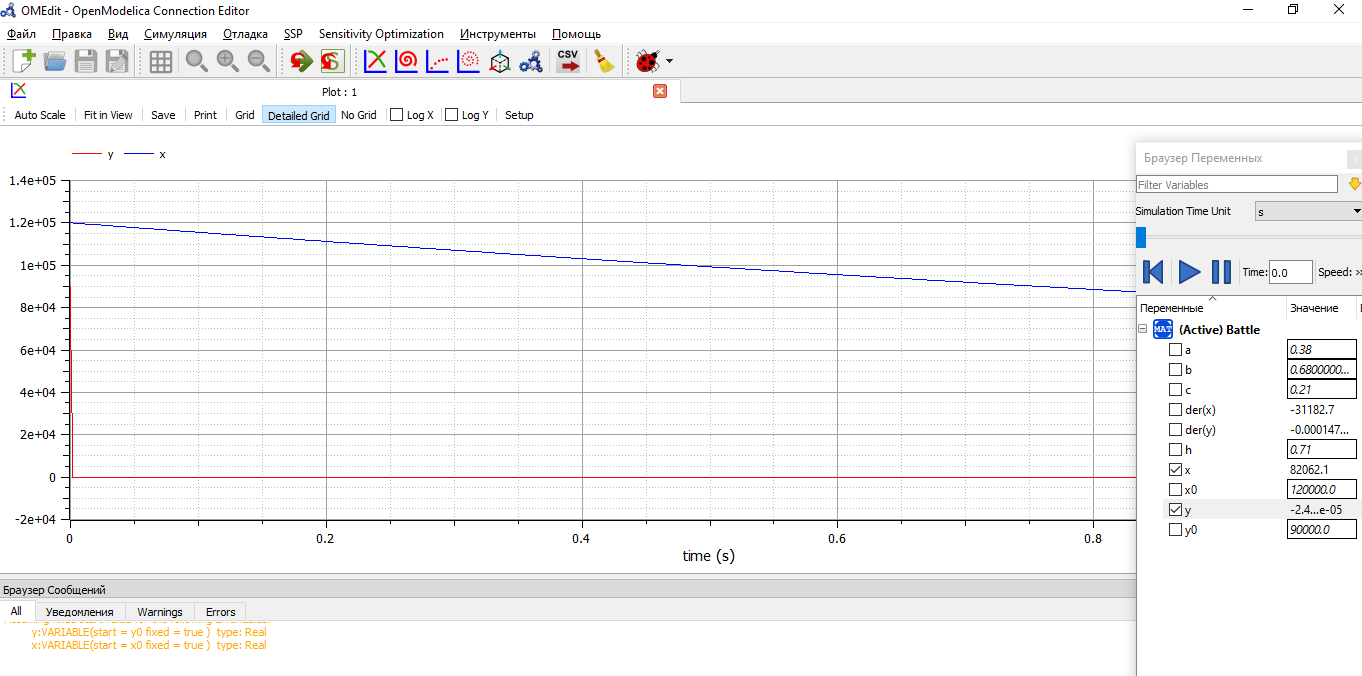 OMEdit - OpenModelica Connection Editor
Файл Правка Вид Симуляция Отладка SSP Sensitivity Optimization Инструменты Помощь
CSV
Plot : 1
Auto Scale Fit in View Save Print Grid Detailed Grid No Grid Log X Log Y Setup
y x
1.4e+05
1.2e+05
1e+05
8e+04
6e+04
4e+04
2e+04
0
-2e+04
0 0.2 0.4 0.6 0.8
time (s)
Браузер Переменных
Filter Variables
Simulation Time Unit s
Time: 0.0 Speed: »
Переменные Значение
MAT (Active) Battle
a 0.38
b 0.6800000...
c 0.21
der(x) -31182.7
der(y) -0.000147...
h 0.71
x 82062.1
x0 120000.0
y -2.4...e-05
y0 90000.0
Браузер Сообщений
All Уведомления Warnings Errors
y:VARIABLE(start = y0 fixed = true ) type: Real
x:VARIABLE(start = x0 fixed = true ) type: Real